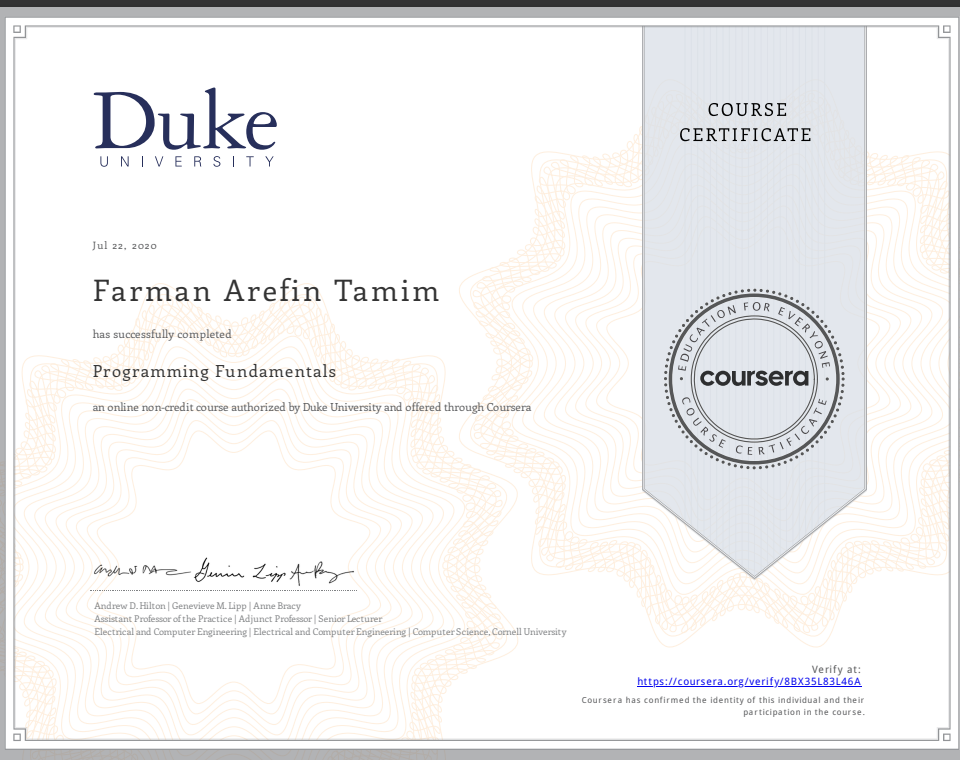 Duke
UNIVERSITY
COURSE
CERTIFICATE
Jul 22, 2020
Farman Arefin Tamim
has successfully completed
Programming Fundamentals
an online non-credit course authorized by Duke University and offered through Coursera
EDUCATION FOR EVERYONE
coursera
COURSE CERTIFICATE
Andrew D. Hilton | Genevieve M. Lipp | Anne Bracy
Assistant Professor of the Practice | Adjunct Professor | Senior Lecturer
Electrical and Computer Engineering | Electrical and Computer Engineering | Computer Science, Cornell University
Verify at:
https://coursera.org/verify/8BX35L83L46A
Coursera has confirmed the identity of this individual and their
participation in the course.